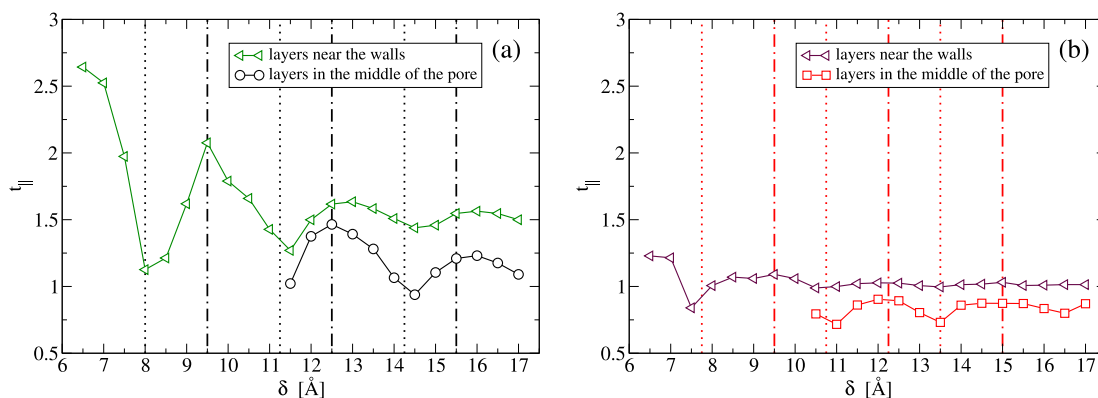 3
2.5
2
1.5
1
0.5
t||
layers near the walls
layers in the middle of the pore
(a)
6 7 8 9 10 11 12 13 14 15 16 17
δ [Å]
3
2.5
2
1.5
1
0.5
t||
layers near the walls
layers in the middle of the pore
(b)
6 7 8 9 10 11 12 13 14 15 16 17
δ [Å]